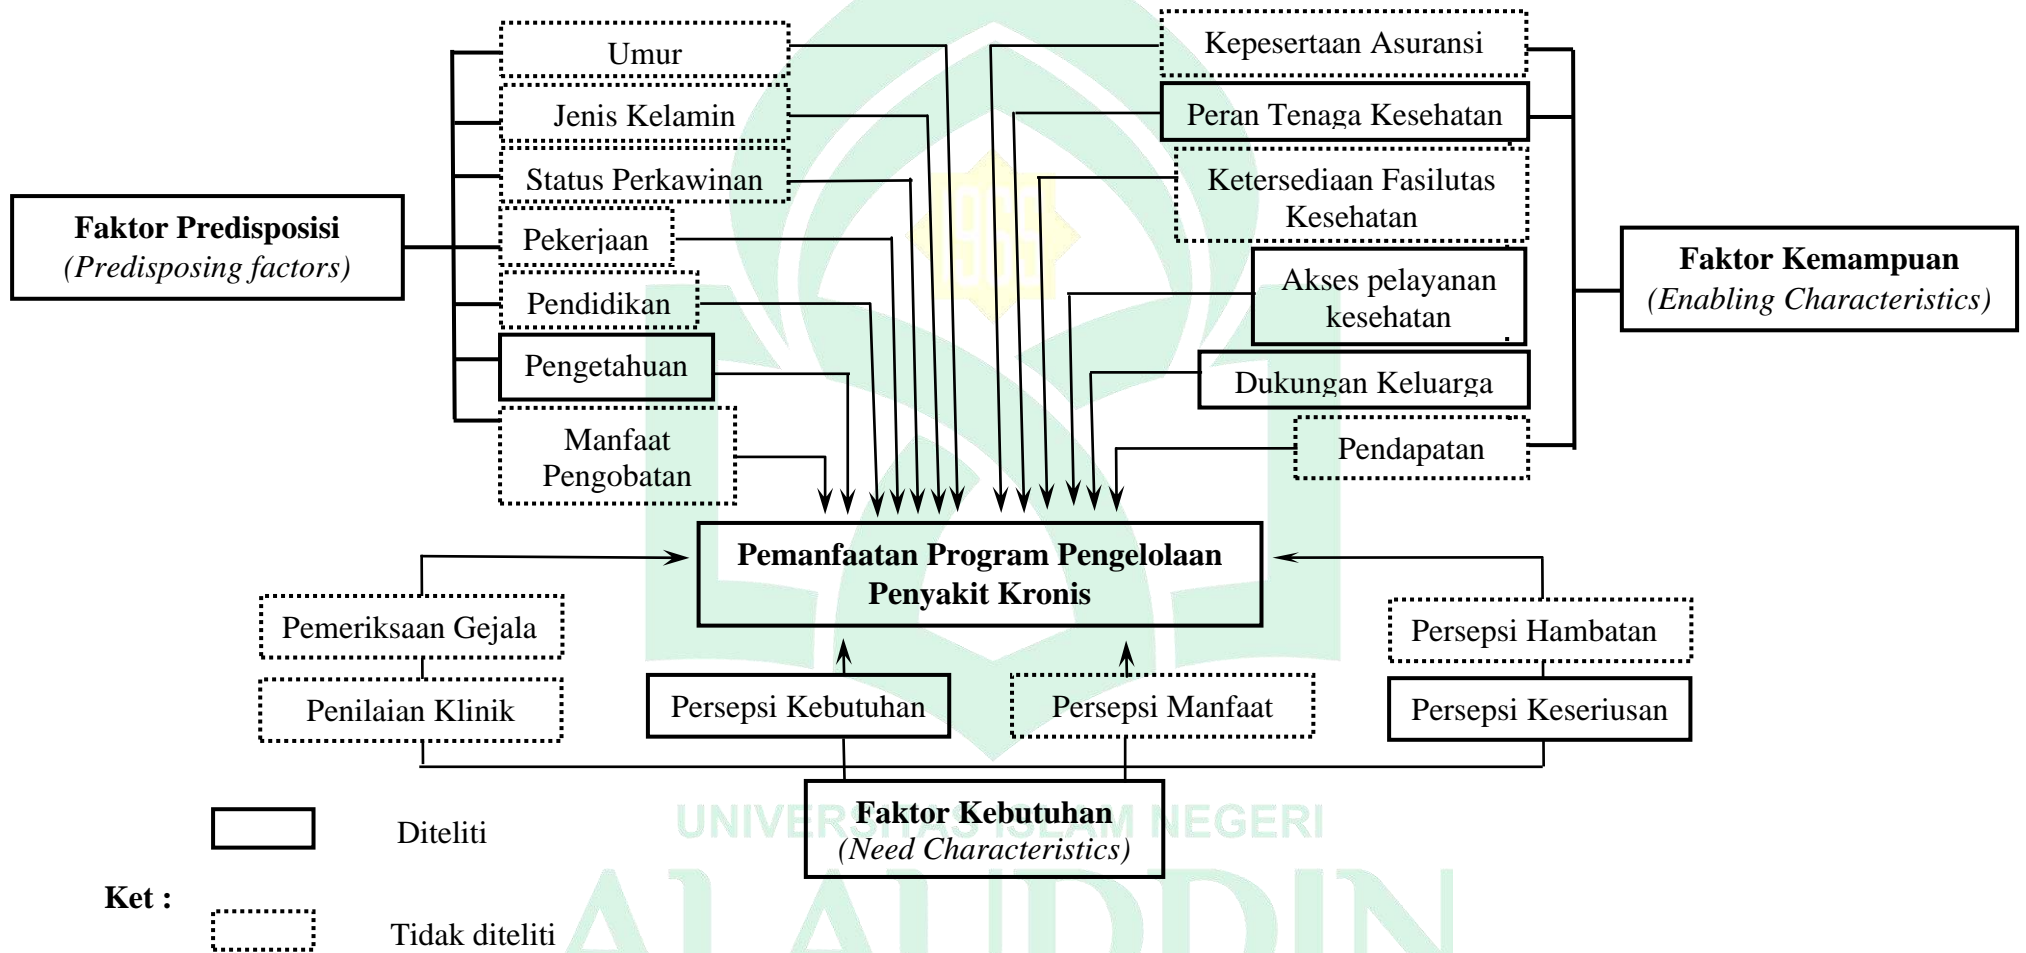 Umur
Jenis Kelamin
Status Perkawinan
Pekerjaan
Pendidikan
Pengetahuan
Manfaat
Pengobatan
Faktor Predisposisi
(Predisposing factors)
Kepesertaan Asuransi
Peran Tenaga Kesehatan
Ketersediaan Fasilutas
Kesehatan
Akses pelayanan
kesehatan
Dukungan Keluarga
Pendapatan
Faktor Kemampuan
(Enabling Characteristics)
1965
Pemanfaatan Program Pengelolaan
Penyakit Kronis
Pemeriksaan Gejala
Penilaian Klinik
Persepsi Kebutuhan
Persepsi Manfaat
Persepsi Hambatan
Persepsi Keseriusan
Faktor Kebutuhan
(Need Characteristics)
UNIVERSITAS ISLAM NEGERI
ALAUDDIN
Ket :
Diteliti
Tidak diteliti